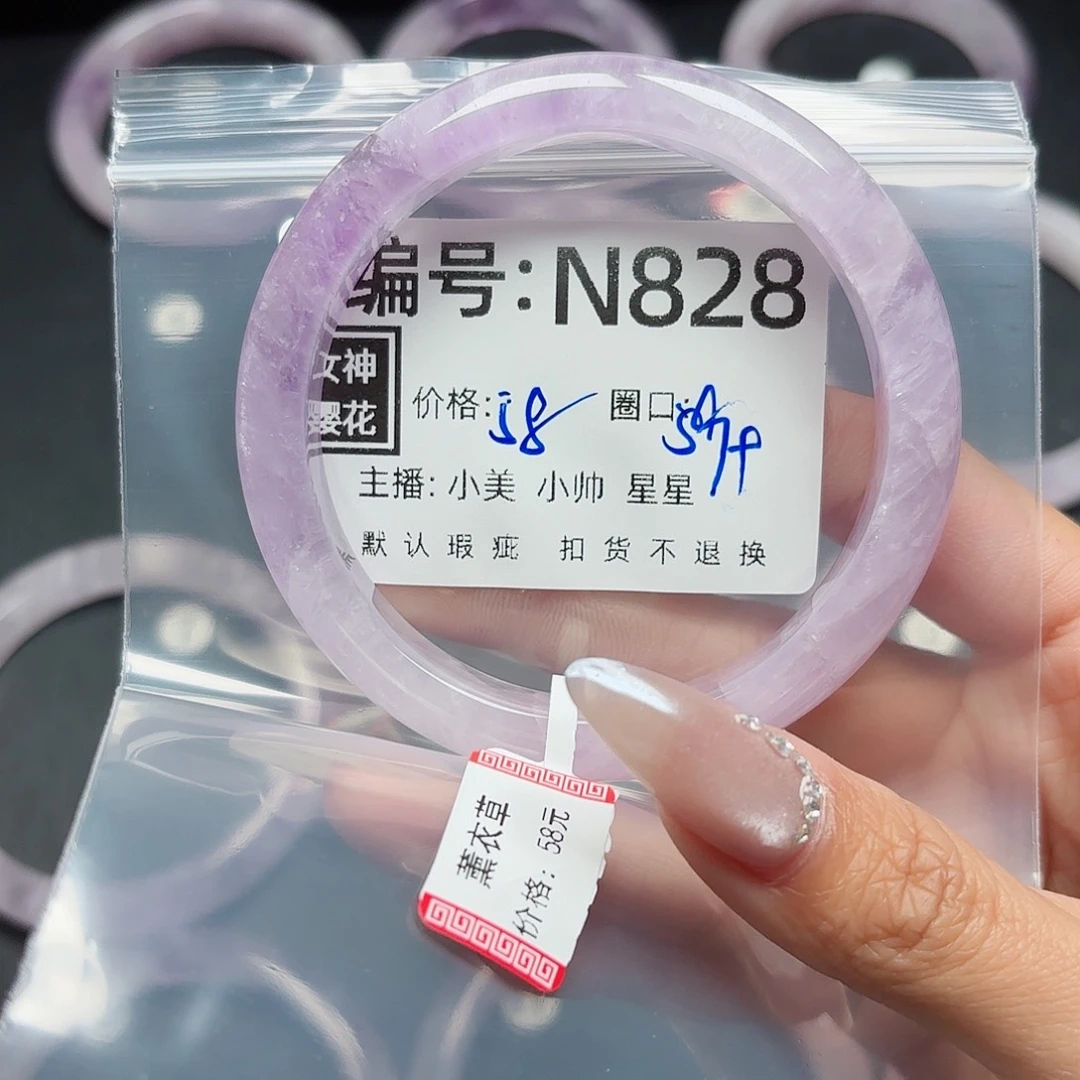 编号:N828
女神
婴花
价格:58 圈口:
主播: 小美 小帅 星星
默认瑕疵 扣货不退换
薰衣草
价格: 58元